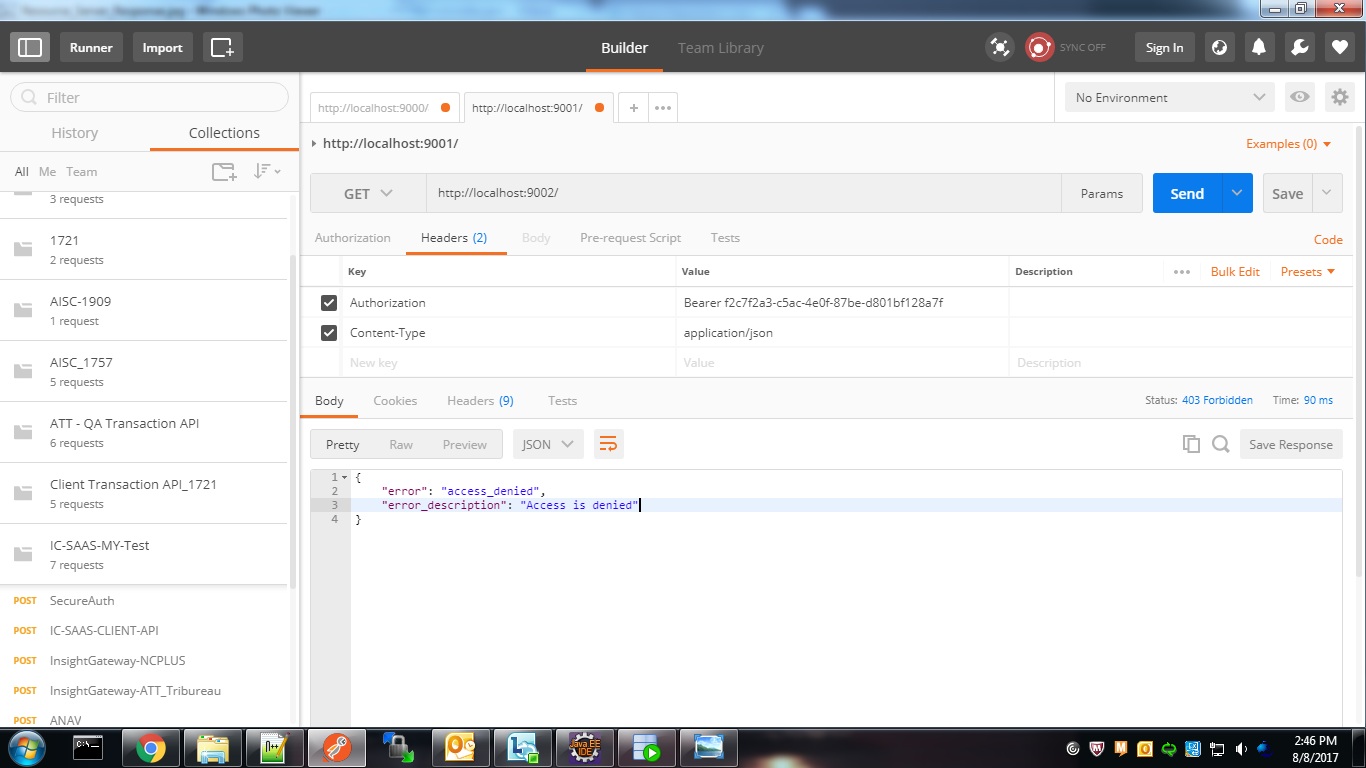 Resource_Server_Response.jpg - Windows Photo Viewer
Runner
Import
Builder
Team Library
SYNC OFF
Sign In
Filter
History
Collections
All Me Team
3 requests
1721
2 requests
AISC-1909
1 request
AISC_1757
5 requests
ATT - QA Transaction API
6 requests
Client Transaction API_1721
5 requests
IC-SAAS-MY-Test
7 requests
POST SecureAuth
POST IC-SAAS-CLIENT-API
POST InsightGateway-NCPLUS
POST InsightGateway-ATT_Tribureau
POST ANAV
http://localhost:9000/
http://localhost:9001/
No Environment
http://localhost:9001/
Examples (0)
GET
http://localhost:9002/
Params
Send
Save
Authorization
Headers (2)
Body
Pre-request Script
Tests
Code
Key
Value
Description
Bulk Edit
Presets
Authorization
Bearer f2c7f2a3-c5ac-4e0f-87be-d801bf128a7f
Content-Type
application/json
New key
Value
Description
Body
Cookies
Headers (9)
Tests
Status: 403 Forbidden
Time: 90 ms
Pretty
Raw
Preview
JSON
Save Response
1 {
2 "error": "access_denied",
3 "error_description": "Access is denied"
4 }
C:\_
Java EE
IDE
2:46 PM
8/8/2017